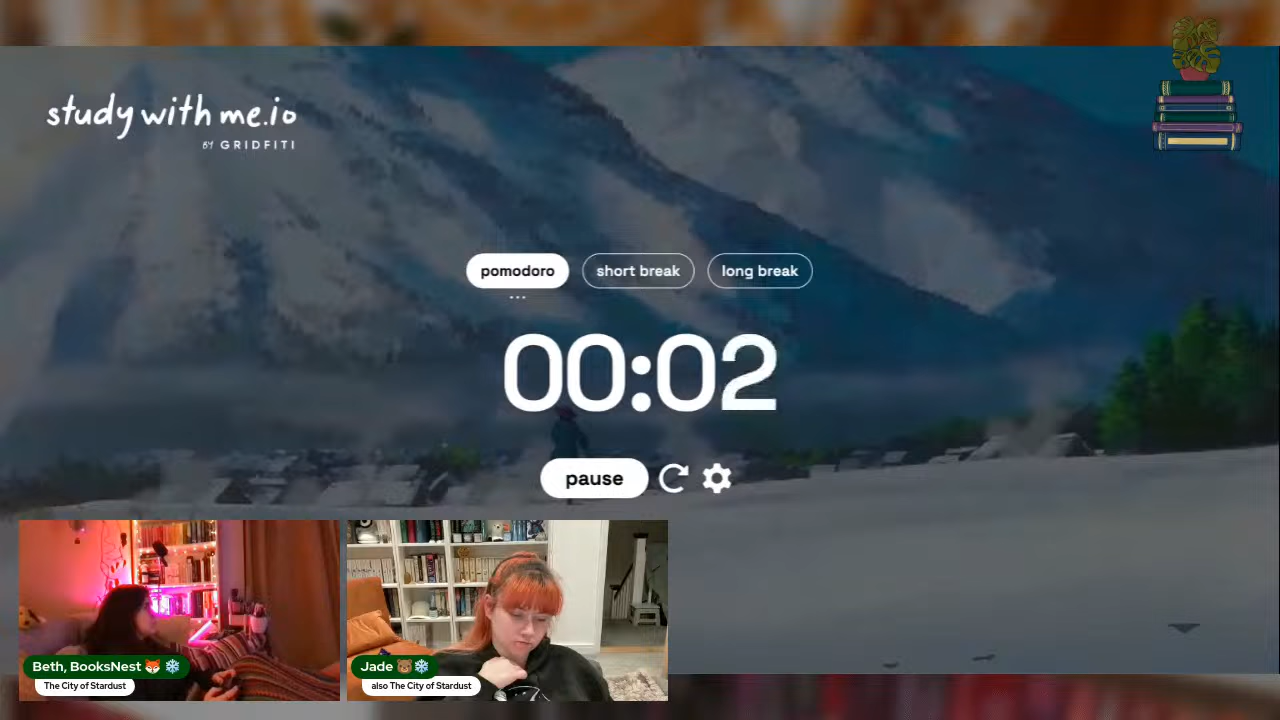 study with me.io
BY GRIDFITI
pomodoro
short break
long break
00:02
pause
Beth, BooksNest 🦊 ❄️
The City of Stardust
Jade 🐻❄️
also The City of Stardust